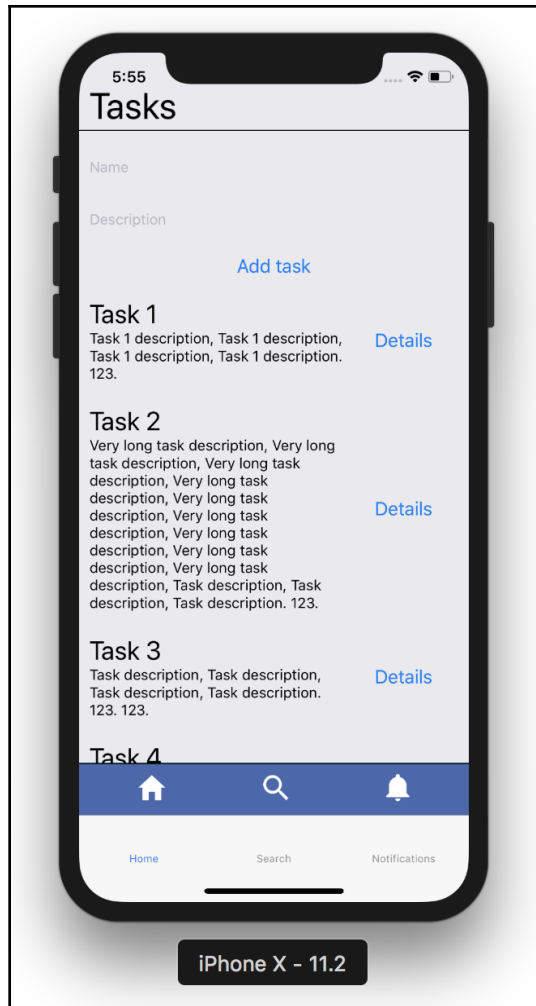 5:55
Tasks
Name
Description
Add task
Task 1
Task 1 description, Task 1 description,
Task 1 description, Task 1 description.
123.
Details
Task 2
Very long task description, Very long
task description, Very long task
description, Very long task
description, Very long task
description, Very long task
description, Very long task
description, Very long task
description, Task description, Task
description, Task description. 123.
Details
Task 3
Task description, Task description,
Task description, Task description.
123. 123.
Details
Task 4
Home
Search
Notifications
iPhone X - 11.2